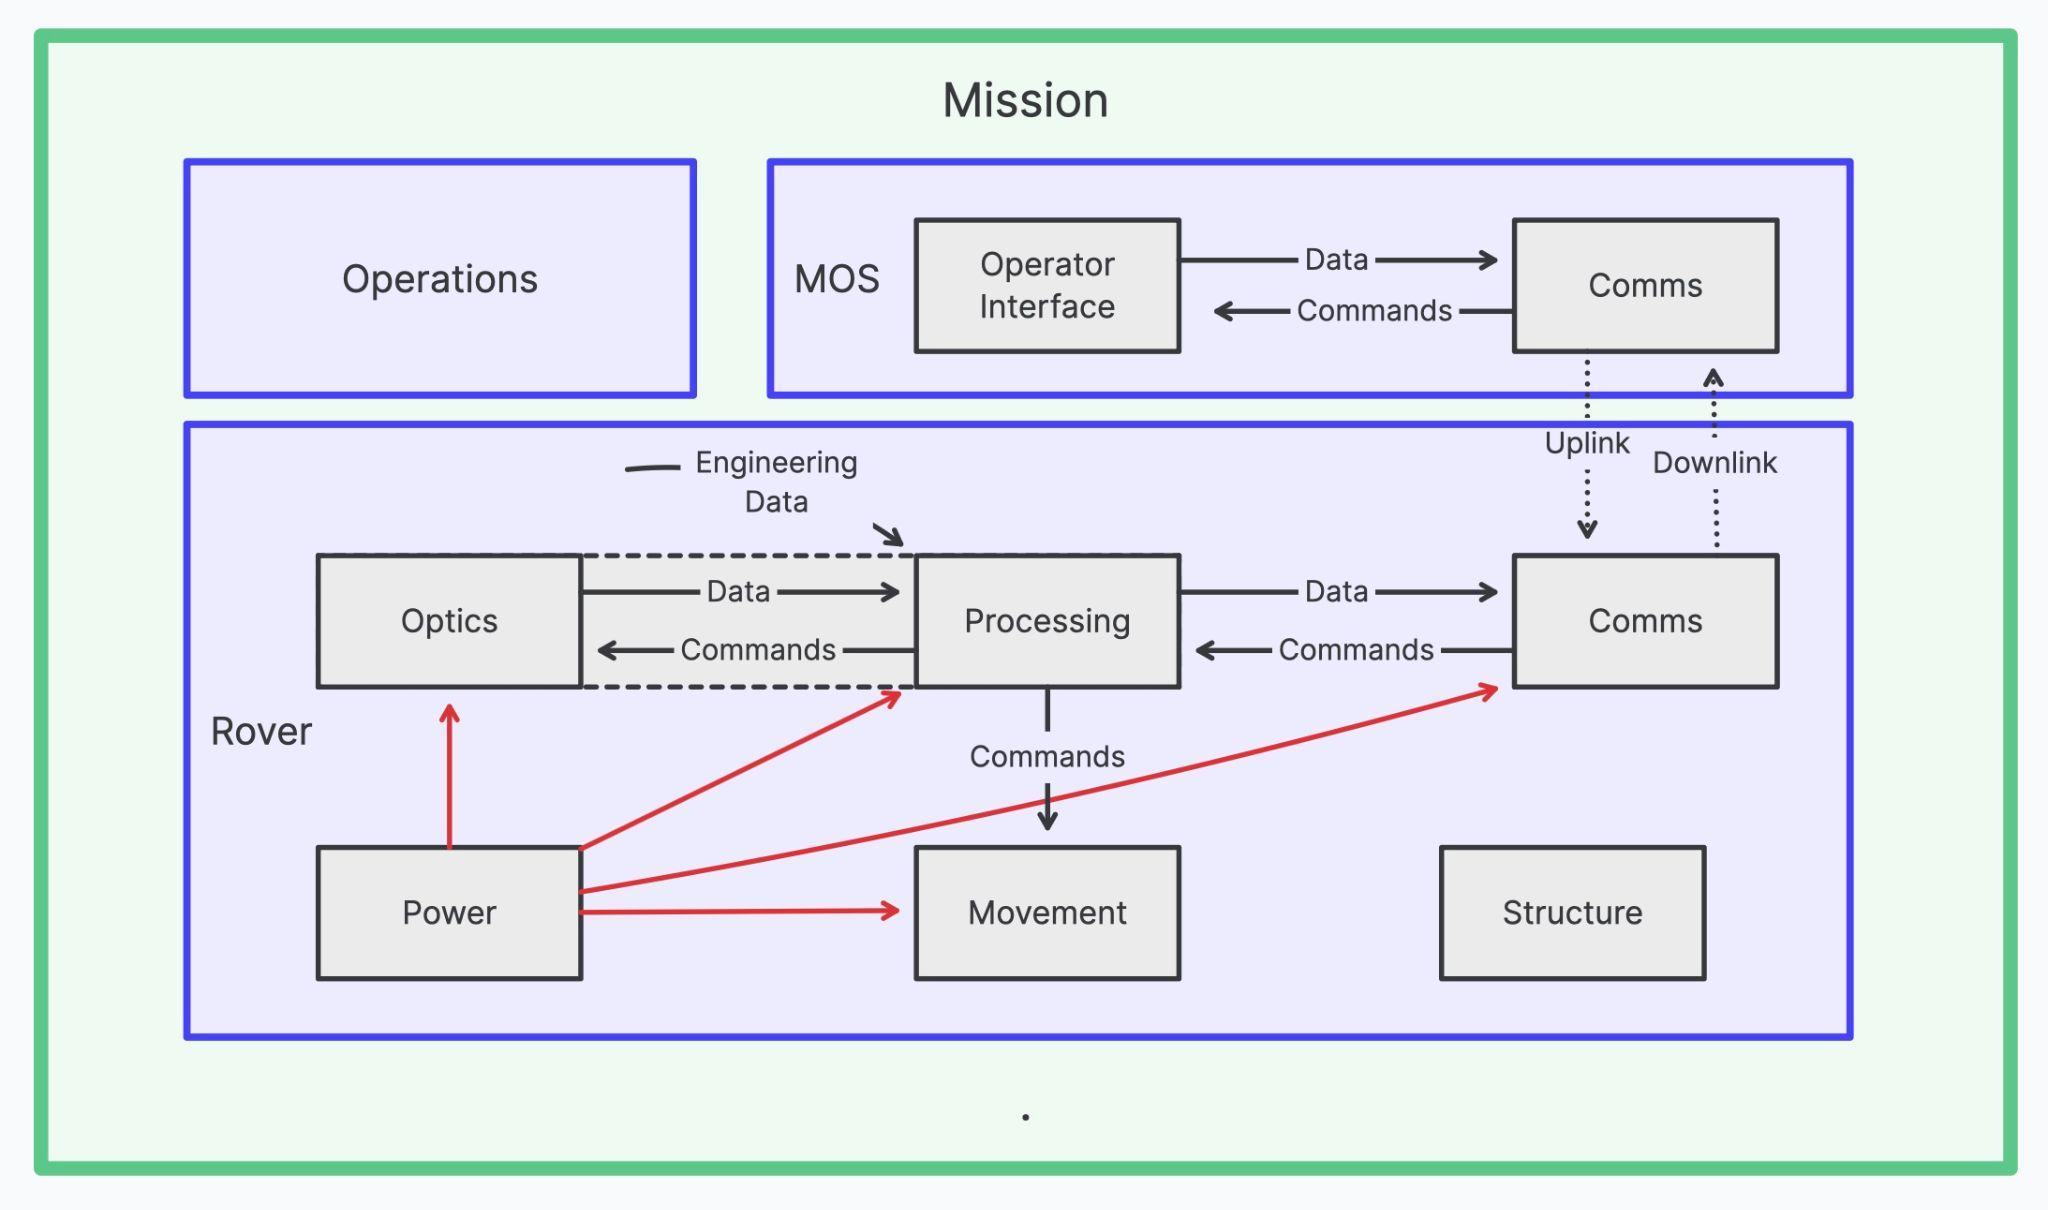 Mission
Operations
MOS
Operator
Interface
Data
Commands
Comms
Uplink
Downlink
Engineering
Data
Optics
Data
Commands
Processing
Data
Commands
Comms
Rover
Commands
Power
Movement
Structure
.